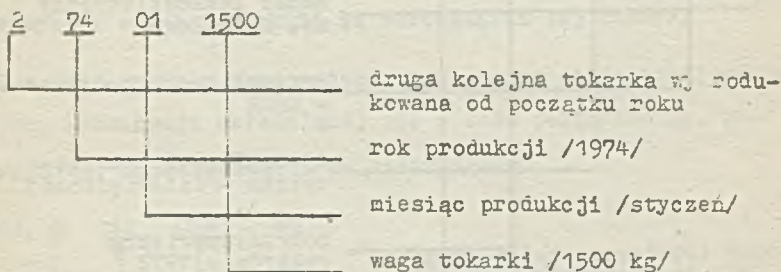 2 74 01 1500
druga kolejna tokarka
kowana od początku roku
rok produkcji /1974/
miesiąc produkcji /styczeń/
waga tokarki /1500 kg/